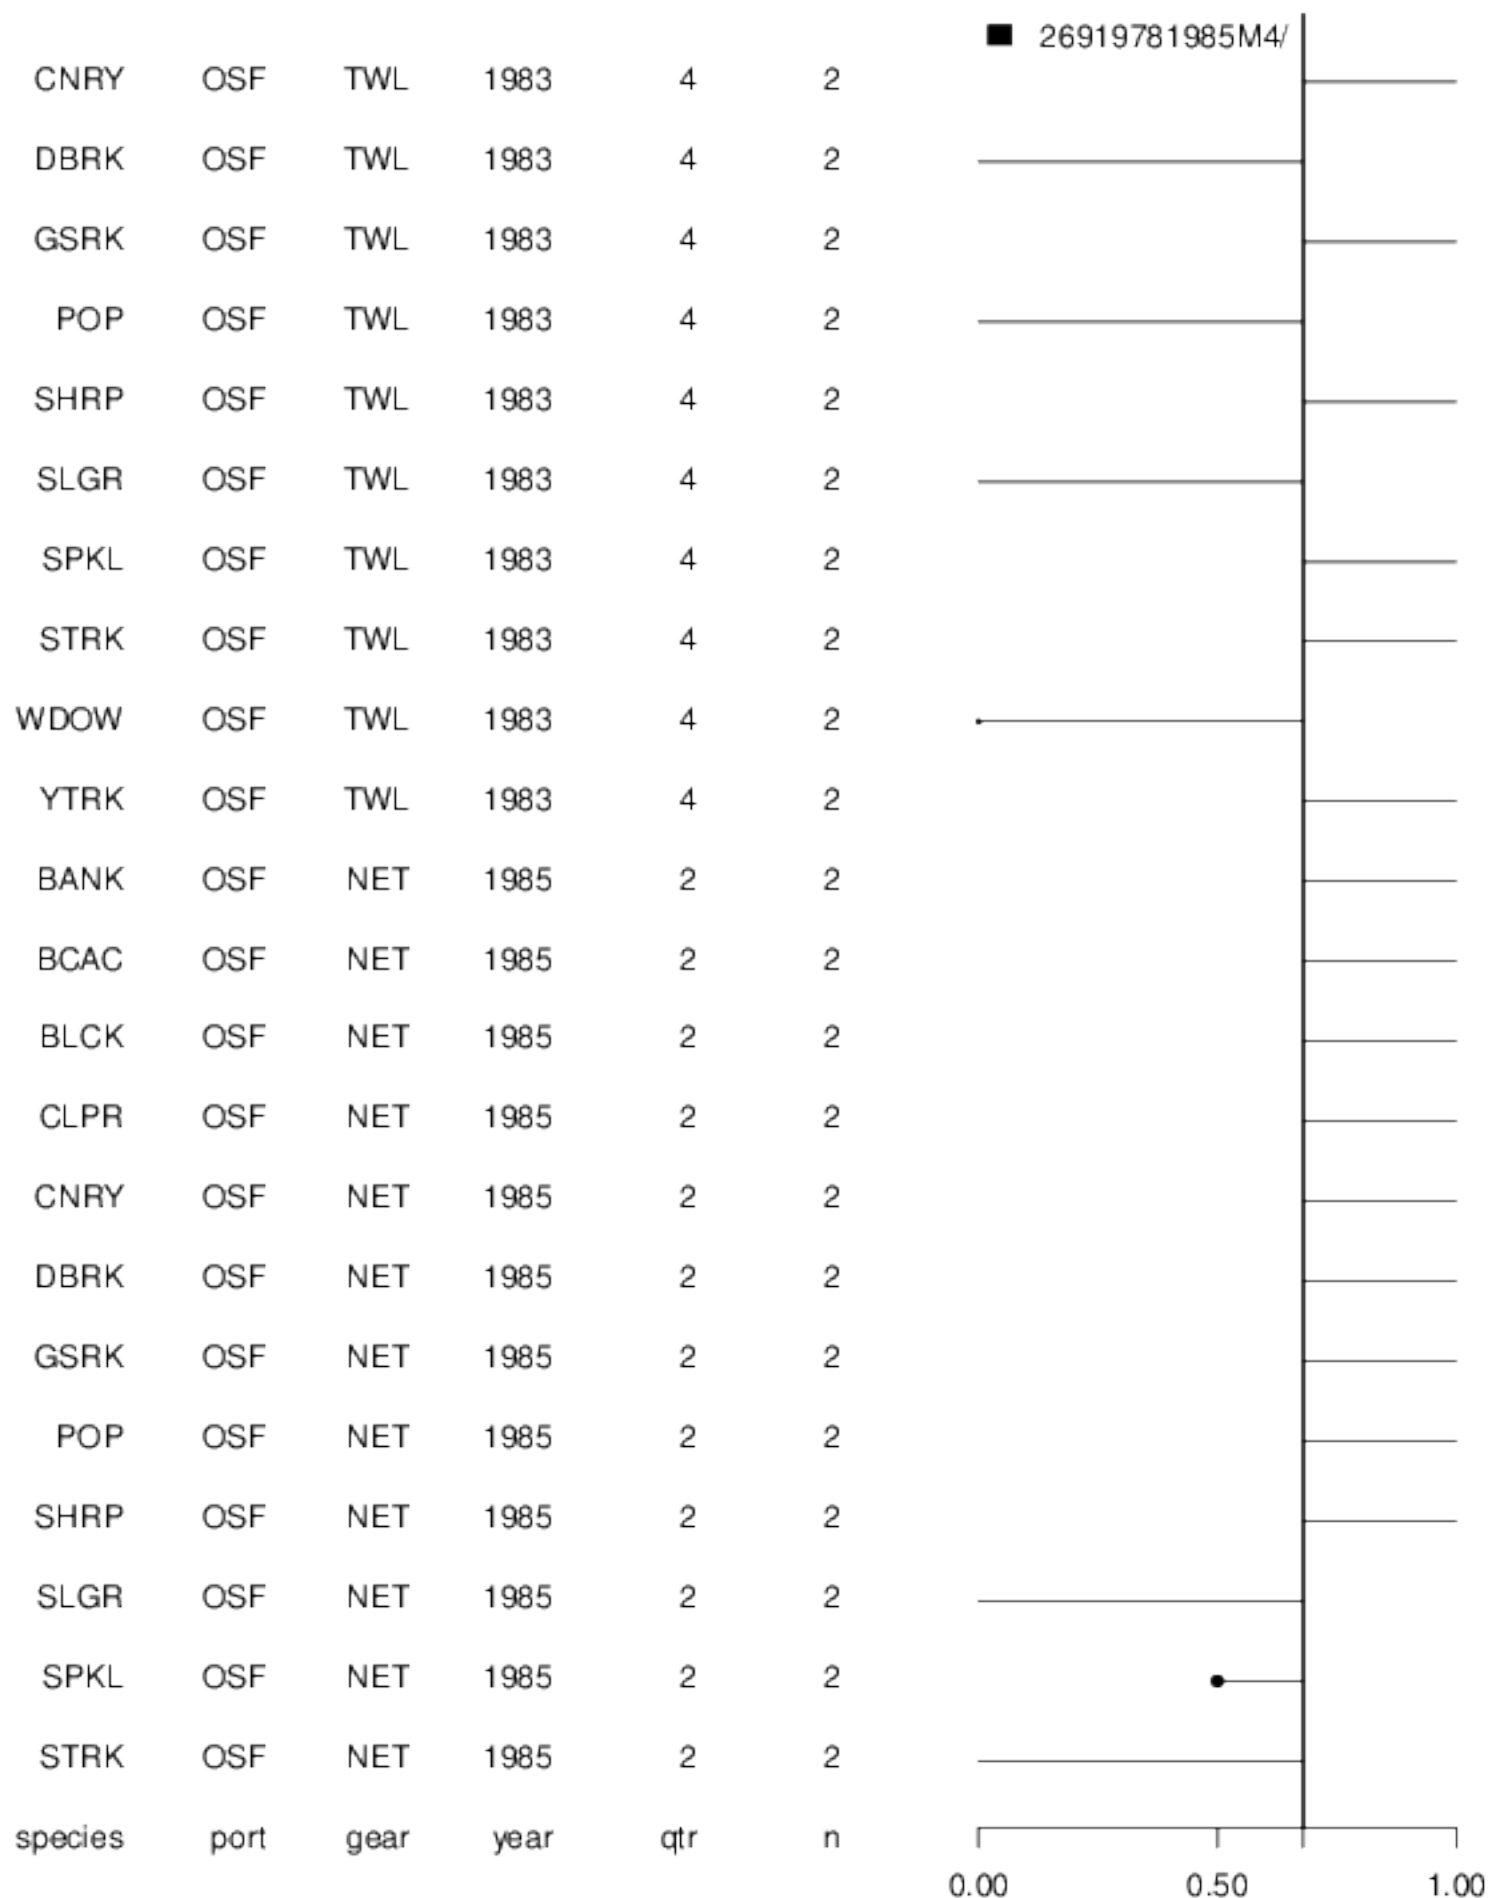 26919781985M4/
CNRY OSF TWL 1983 4 2
DBRK OSF TWL 1983 4 2
GSRK OSF TWL 1983 4 2
POP OSF TWL 1983 4 2
SHRP OSF TWL 1983 4 2
SLGR OSF TWL 1983 4 2
SPKL OSF TWL 1983 4 2
STRK OSF TWL 1983 4 2
WDOW OSF TWL 1983 4 2
YTRK OSF TWL 1983 4 2
BANK OSF NET 1985 2 2
BCAC OSF NET 1985 2 2
BLCK OSF NET 1985 2 2
CLPR OSF NET 1985 2 2
CNRY OSF NET 1985 2 2
DBRK OSF NET 1985 2 2
GSRK OSF NET 1985 2 2
POP OSF NET 1985 2 2
SHRP OSF NET 1985 2 2
SLGR OSF NET 1985 2 2
SPKL OSF NET 1985 2 2
STRK OSF NET 1985 2 2
species port gear year qtr n
0.00 0.50 1.00